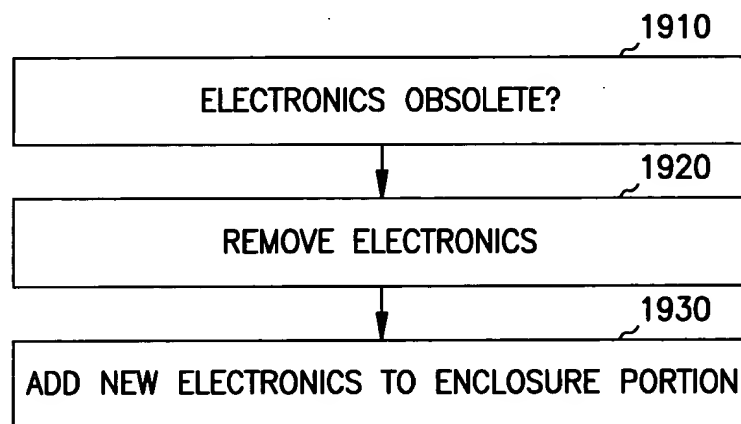 1910
ELECTRONICS OBSOLETE?
1920
REMOVE ELECTRONICS
1930
ADD NEW ELECTRONICS TO ENCLOSURE PORTION